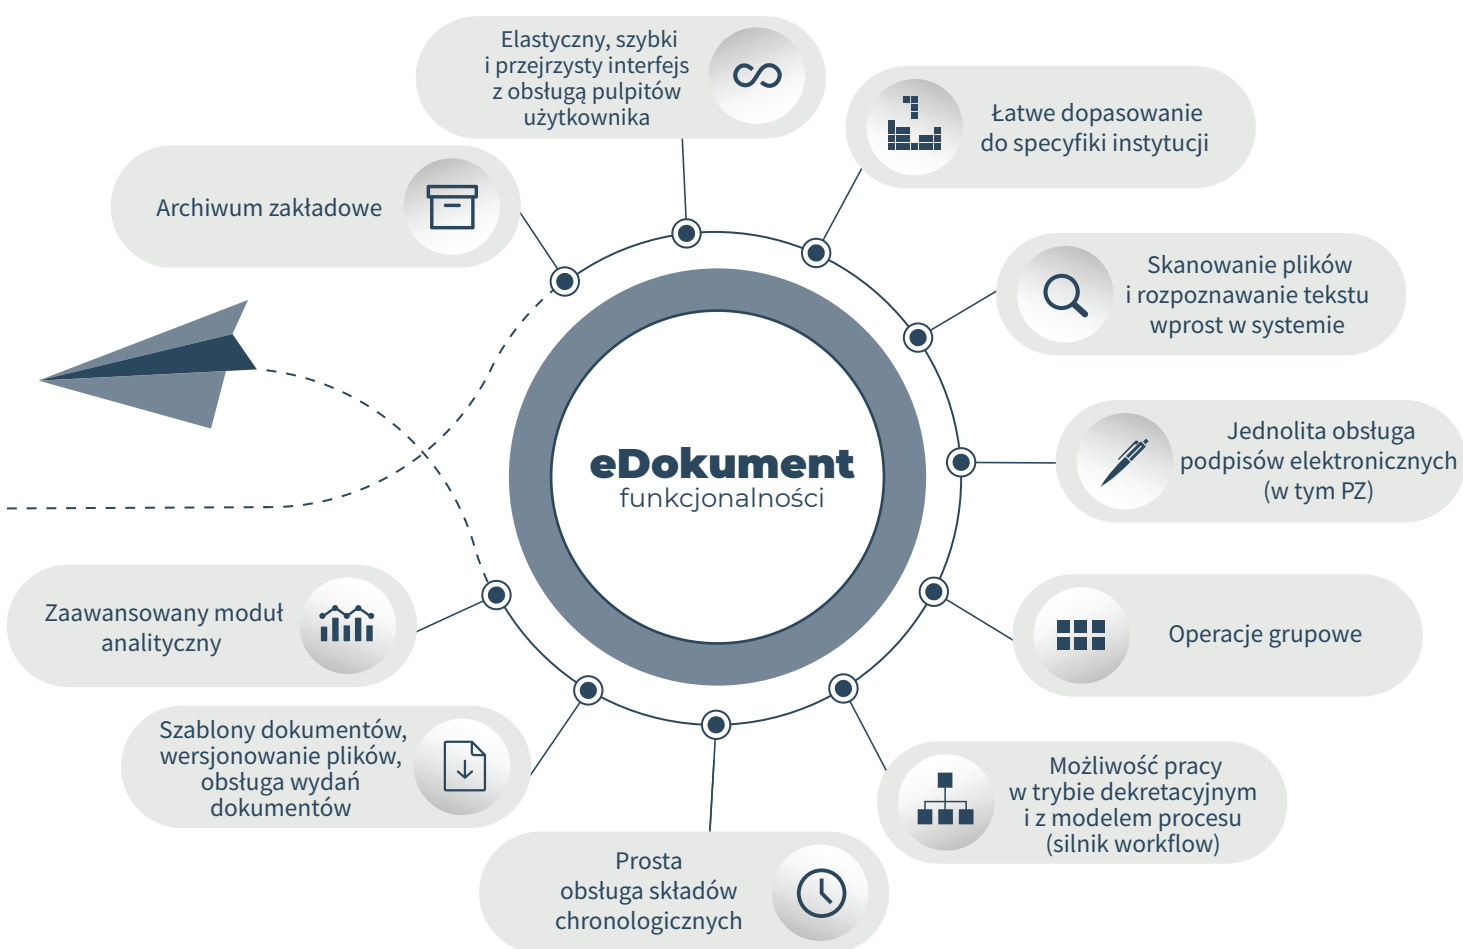 Elastyczny, szybki
i przejrzysty interfejs
z obsługą pulpitów
użytkownika
Łatwe dopasowanie
do specyfiki instytucji
Archiwum zakładowe
Skanowanie plików
i rozpoznawanie tekstu
wprost w systemie
Jednolita obsługa
podpisów elektronicznych
(w tym PZ)
eDokument
funkcjonalności
Zaawansowany moduł
analityczny
Operacje grupowe
Szablony dokumentów,
wersjonowanie plików,
obsługa wydań
dokumentów
Możliwość pracy
w trybie dekretacyjnym
i z modelem procesu
(silnik workflow)
Prosta
obsługa składów
chronologicznych